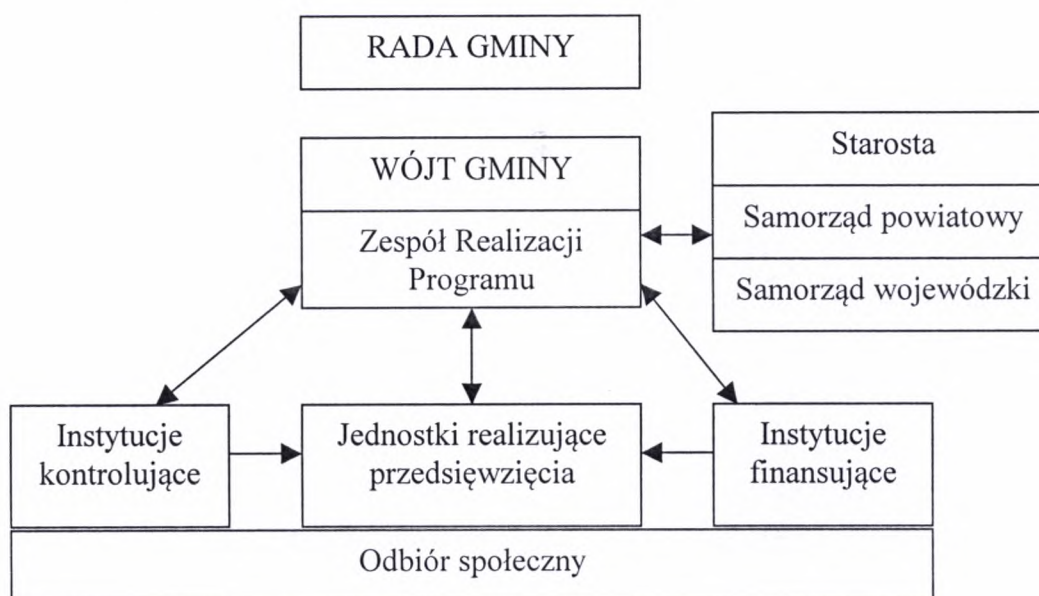 RADA GMINY
WÓJT GMINY
Zespół Realizacji
Programu
Starosta
Samorząd powiatowy
Samorząd wojewódzki
Instytucje
kontrolujące
Jednostki realizujące
przedsięwzięcia
Instytucje
finansujące
Odbiór społeczny